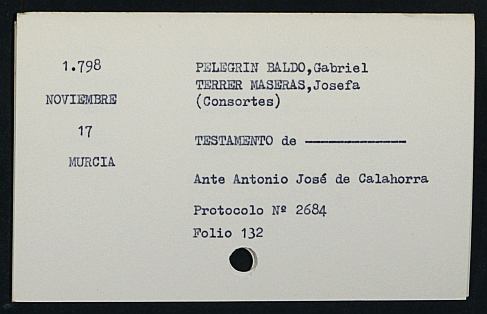 1.798
NOVIEMBRE
17
MURCIA
PELEGRIN BALDO,Gabriel
TERRER MASERAS,Josefa
(Consortes)
TESTAMENTO de ——————
Ante Antonio José de Calahorra
Protocolo Nº 2684
Folio 132